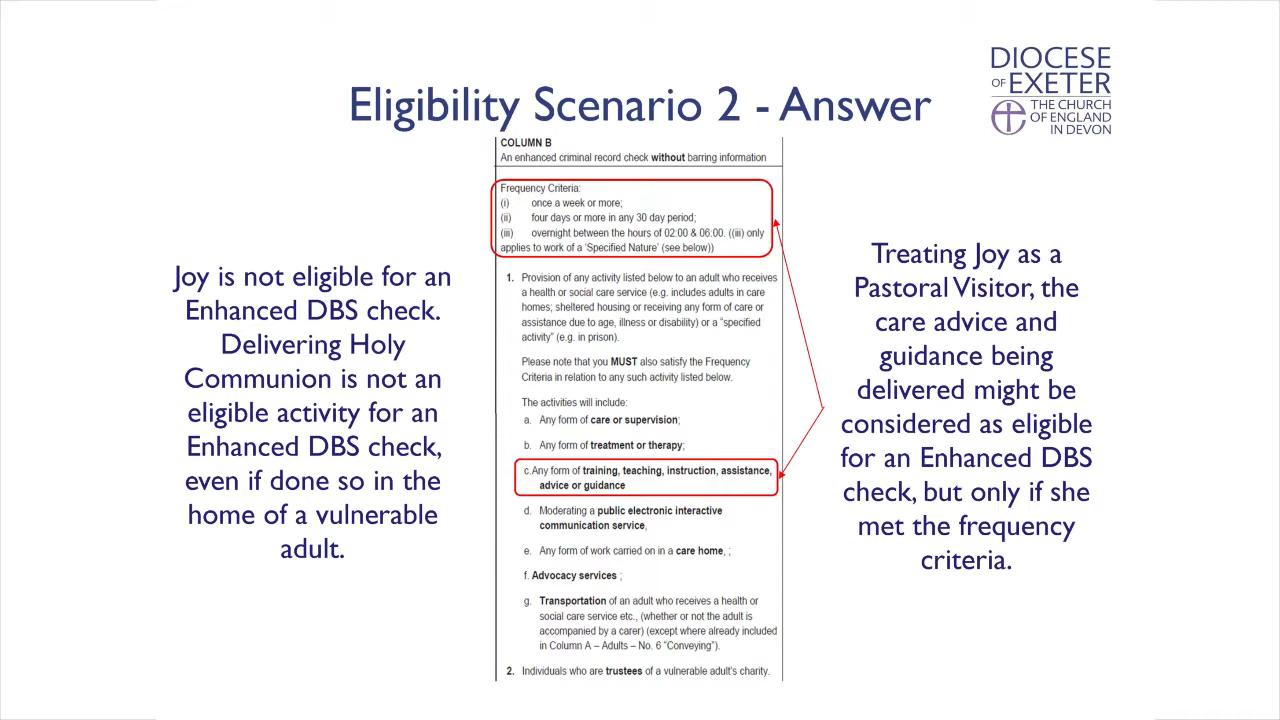 DIOCESE
OF EXETER
THE CHURCH
OF ENGLAND
IN DEVON
Eligibility Scenario 2 - Answer
Joy is not eligible for an
Enhanced DBS check.
Delivering Holy
Communion is not an
eligible activity for an
Enhanced DBS check,
even if done so in the
home of a vulnerable
adult.
COLUMN B
An enhanced criminal record check without barring information
Frequency Criteria:
(i) once a week or more;
(ii) four days or more in any 30 day period;
(iii) overnight between the hours of 02:00 & 06:00. ((iii) only
applies to work of a ‘Specified Nature’ (see below))
1. Provision of any activity listed below to an adult who receives
a health or social care service (e.g. includes adults in care
homes; sheltered housing or receiving any form of care or
assistance due to age, illness or disability) or a “specified
activity” (e.g. in prison).
Please note that you MUST also satisfy the Frequency
Criteria in relation to any such activity listed below.
The activities will include:
a. Any form of care or supervision;
b. Any form of treatment or therapy;
c. Any form of training, teaching, instruction, assistance,
advice or guidance
d. Moderating a public electronic interactive
communication service,
e. Any form of work carried on in a care home, ;
f. Advocacy services ;
g. Transportation of an adult who receives a health or
social care service etc., (whether or not the adult is
accompanied by a carer) (except where already included
in Column A – Adults – No. 6 “Conveying”).
2. Individuals who are trustees of a vulnerable adult’s charity.
Treating Joy as a
Pastoral Visitor, the
care advice and
guidance being
delivered might be
considered as eligible
for an Enhanced DBS
check, but only if she
met the frequency
criteria.